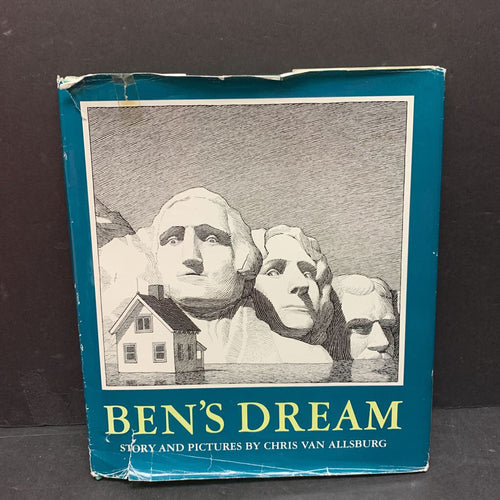 BEN'S DREAM
STORY AND PICTURES BY CHRIS VAN ALLSBURG